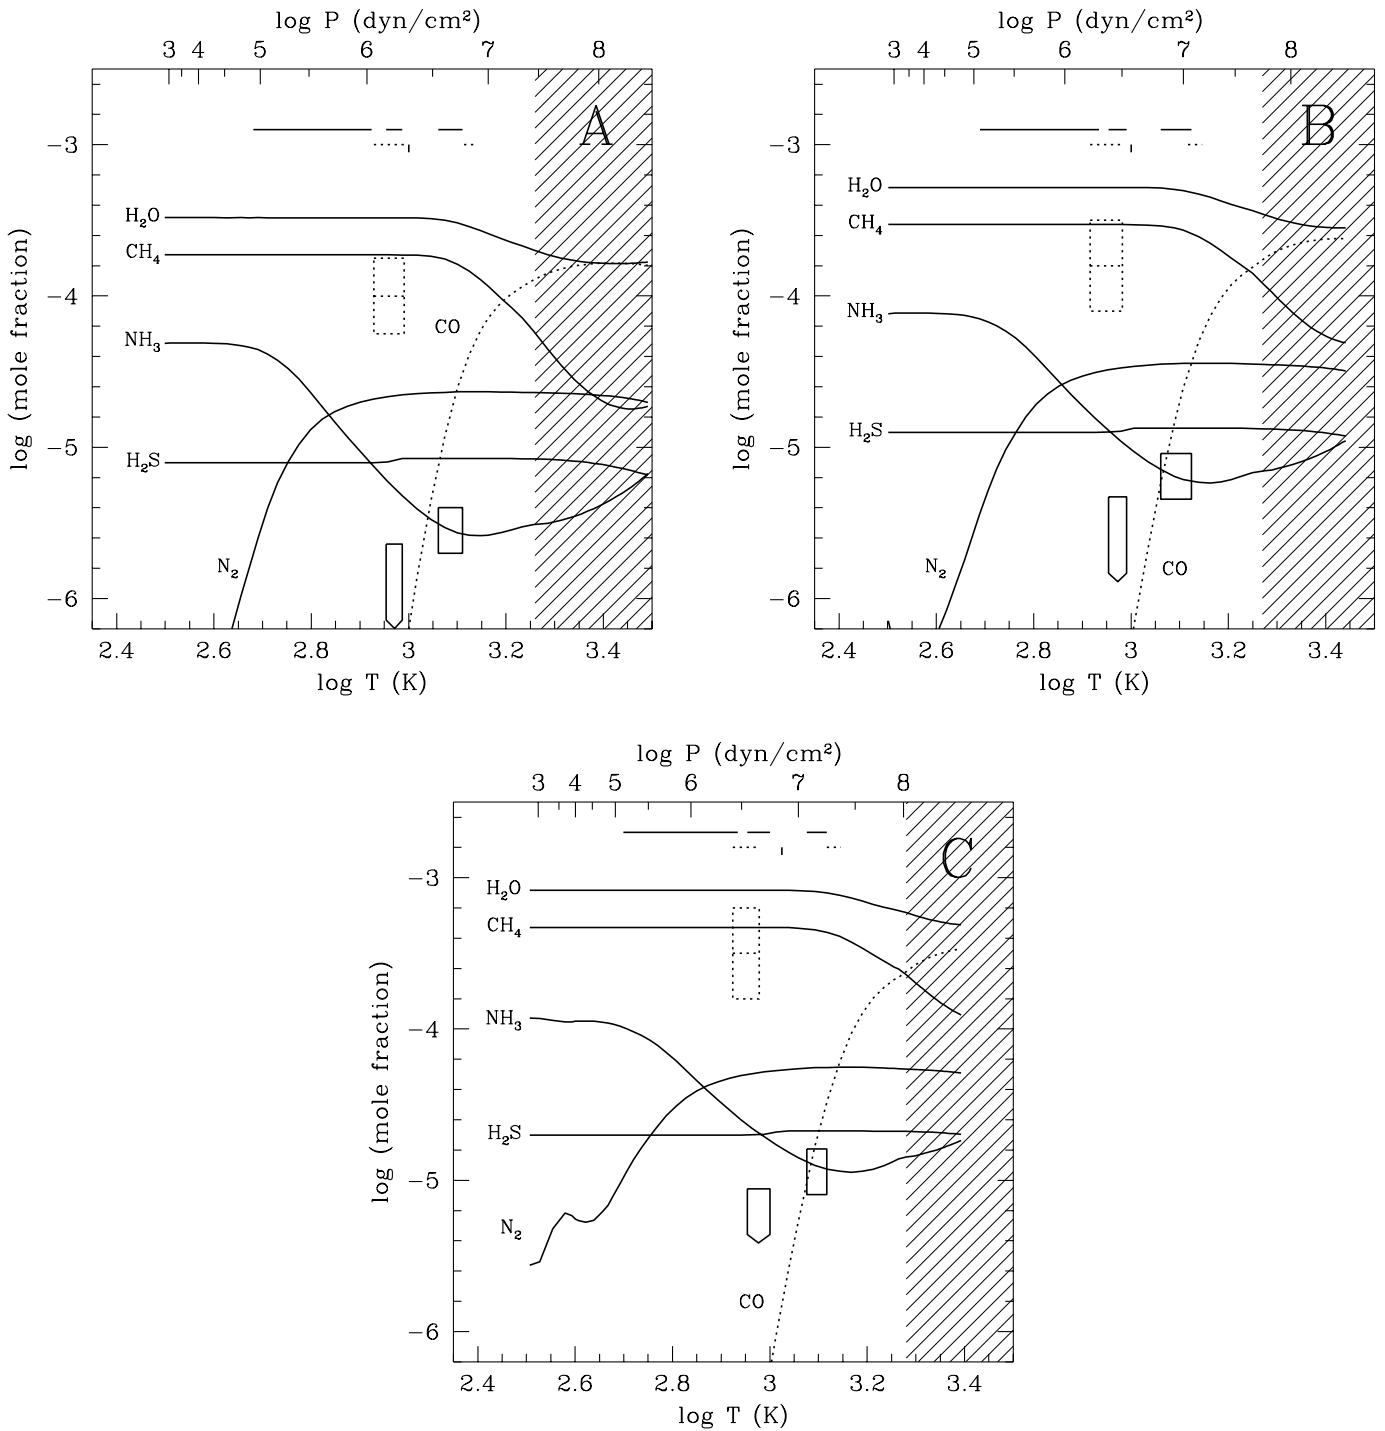 log P (dyn/cm²)
3 4 5 6 7 8
A
−3
−4
−5
−6
log (mole fraction)
H₂O
CH₄
CO
NH₃
H₂S
N₂
2.4 2.6 2.8 3 3.2 3.4
log T (K)
log P (dyn/cm²)
3 4 5 6 7 8
B
−3
−4
−5
−6
log (mole fraction)
H₂O
CH₄
NH₃
H₂S
N₂
CO
2.4 2.6 2.8 3 3.2 3.4
log T (K)
log P (dyn/cm²)
3 4 5 6 7 8
C
−3
−4
−5
−6
log (mole fraction)
H₂O
CH₄
NH₃
H₂S
N₂
CO
2.4 2.6 2.8 3 3.2 3.4
log T (K)